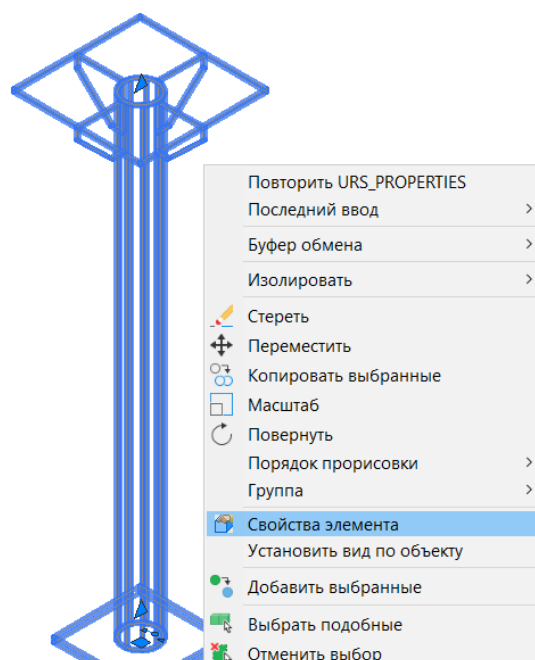 Повторить URS_PROPERTIES
Последний ввод
Буфер обмена
Изолировать
Стереть
Переместить
Копировать выбранные
Масштаб
Повернуть
Порядок прорисовки
Группа
Свойства элемента
Установить вид по объекту
Добавить выбранные
Выбрать подобные
Отменить выбор